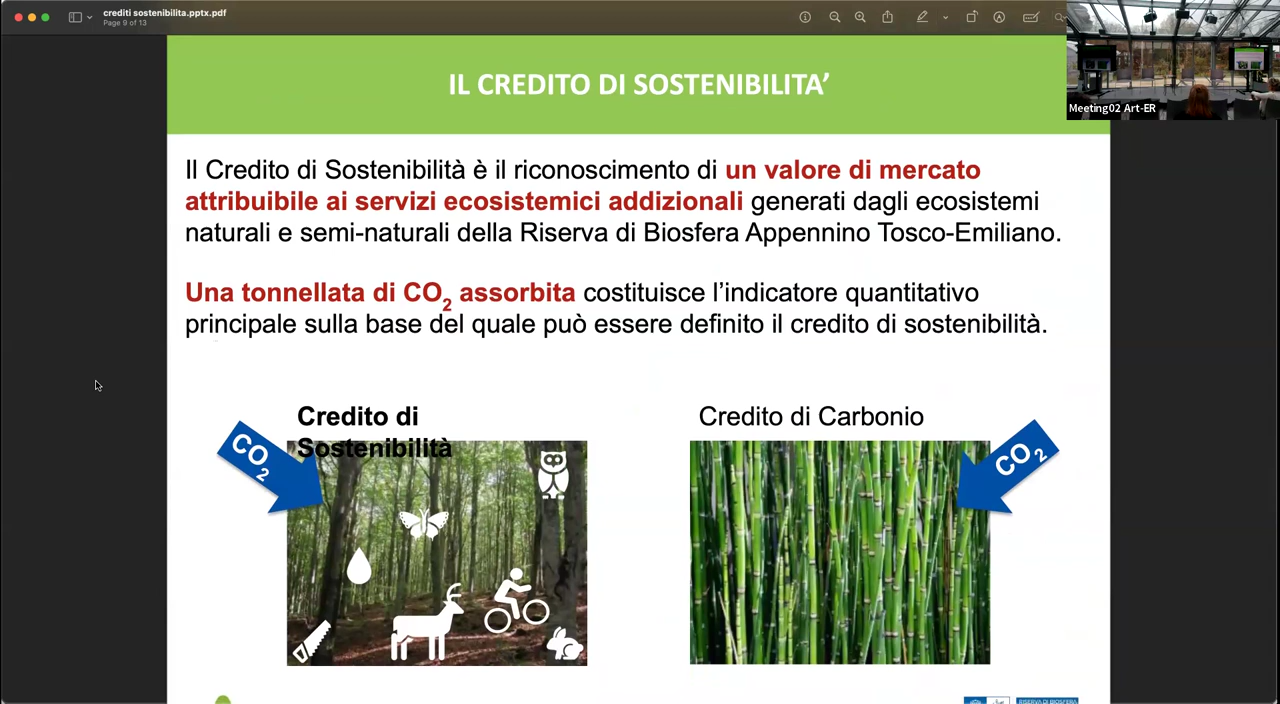 crediti sostenibilita.pptx.pdf
Page 9 of 13
Meeting02 Art-ER
IL CREDITO DI SOSTENIBILITA’
Il Credito di Sostenibilità è il riconoscimento di un valore di mercato
attribuibile ai servizi ecosistemici addizionali generati dagli ecosistemi
naturali e semi-naturali della Riserva di Biosfera Appennino Tosco-Emiliano.
Una tonnellata di CO2 assorbita costituisce l’indicatore quantitativo
principale sulla base del quale può essere definito il credito di sostenibilità.
Credito di
Sostenibilità
CO2
Credito di Carbonio
CO2
RISERVA DI BIOSFERA